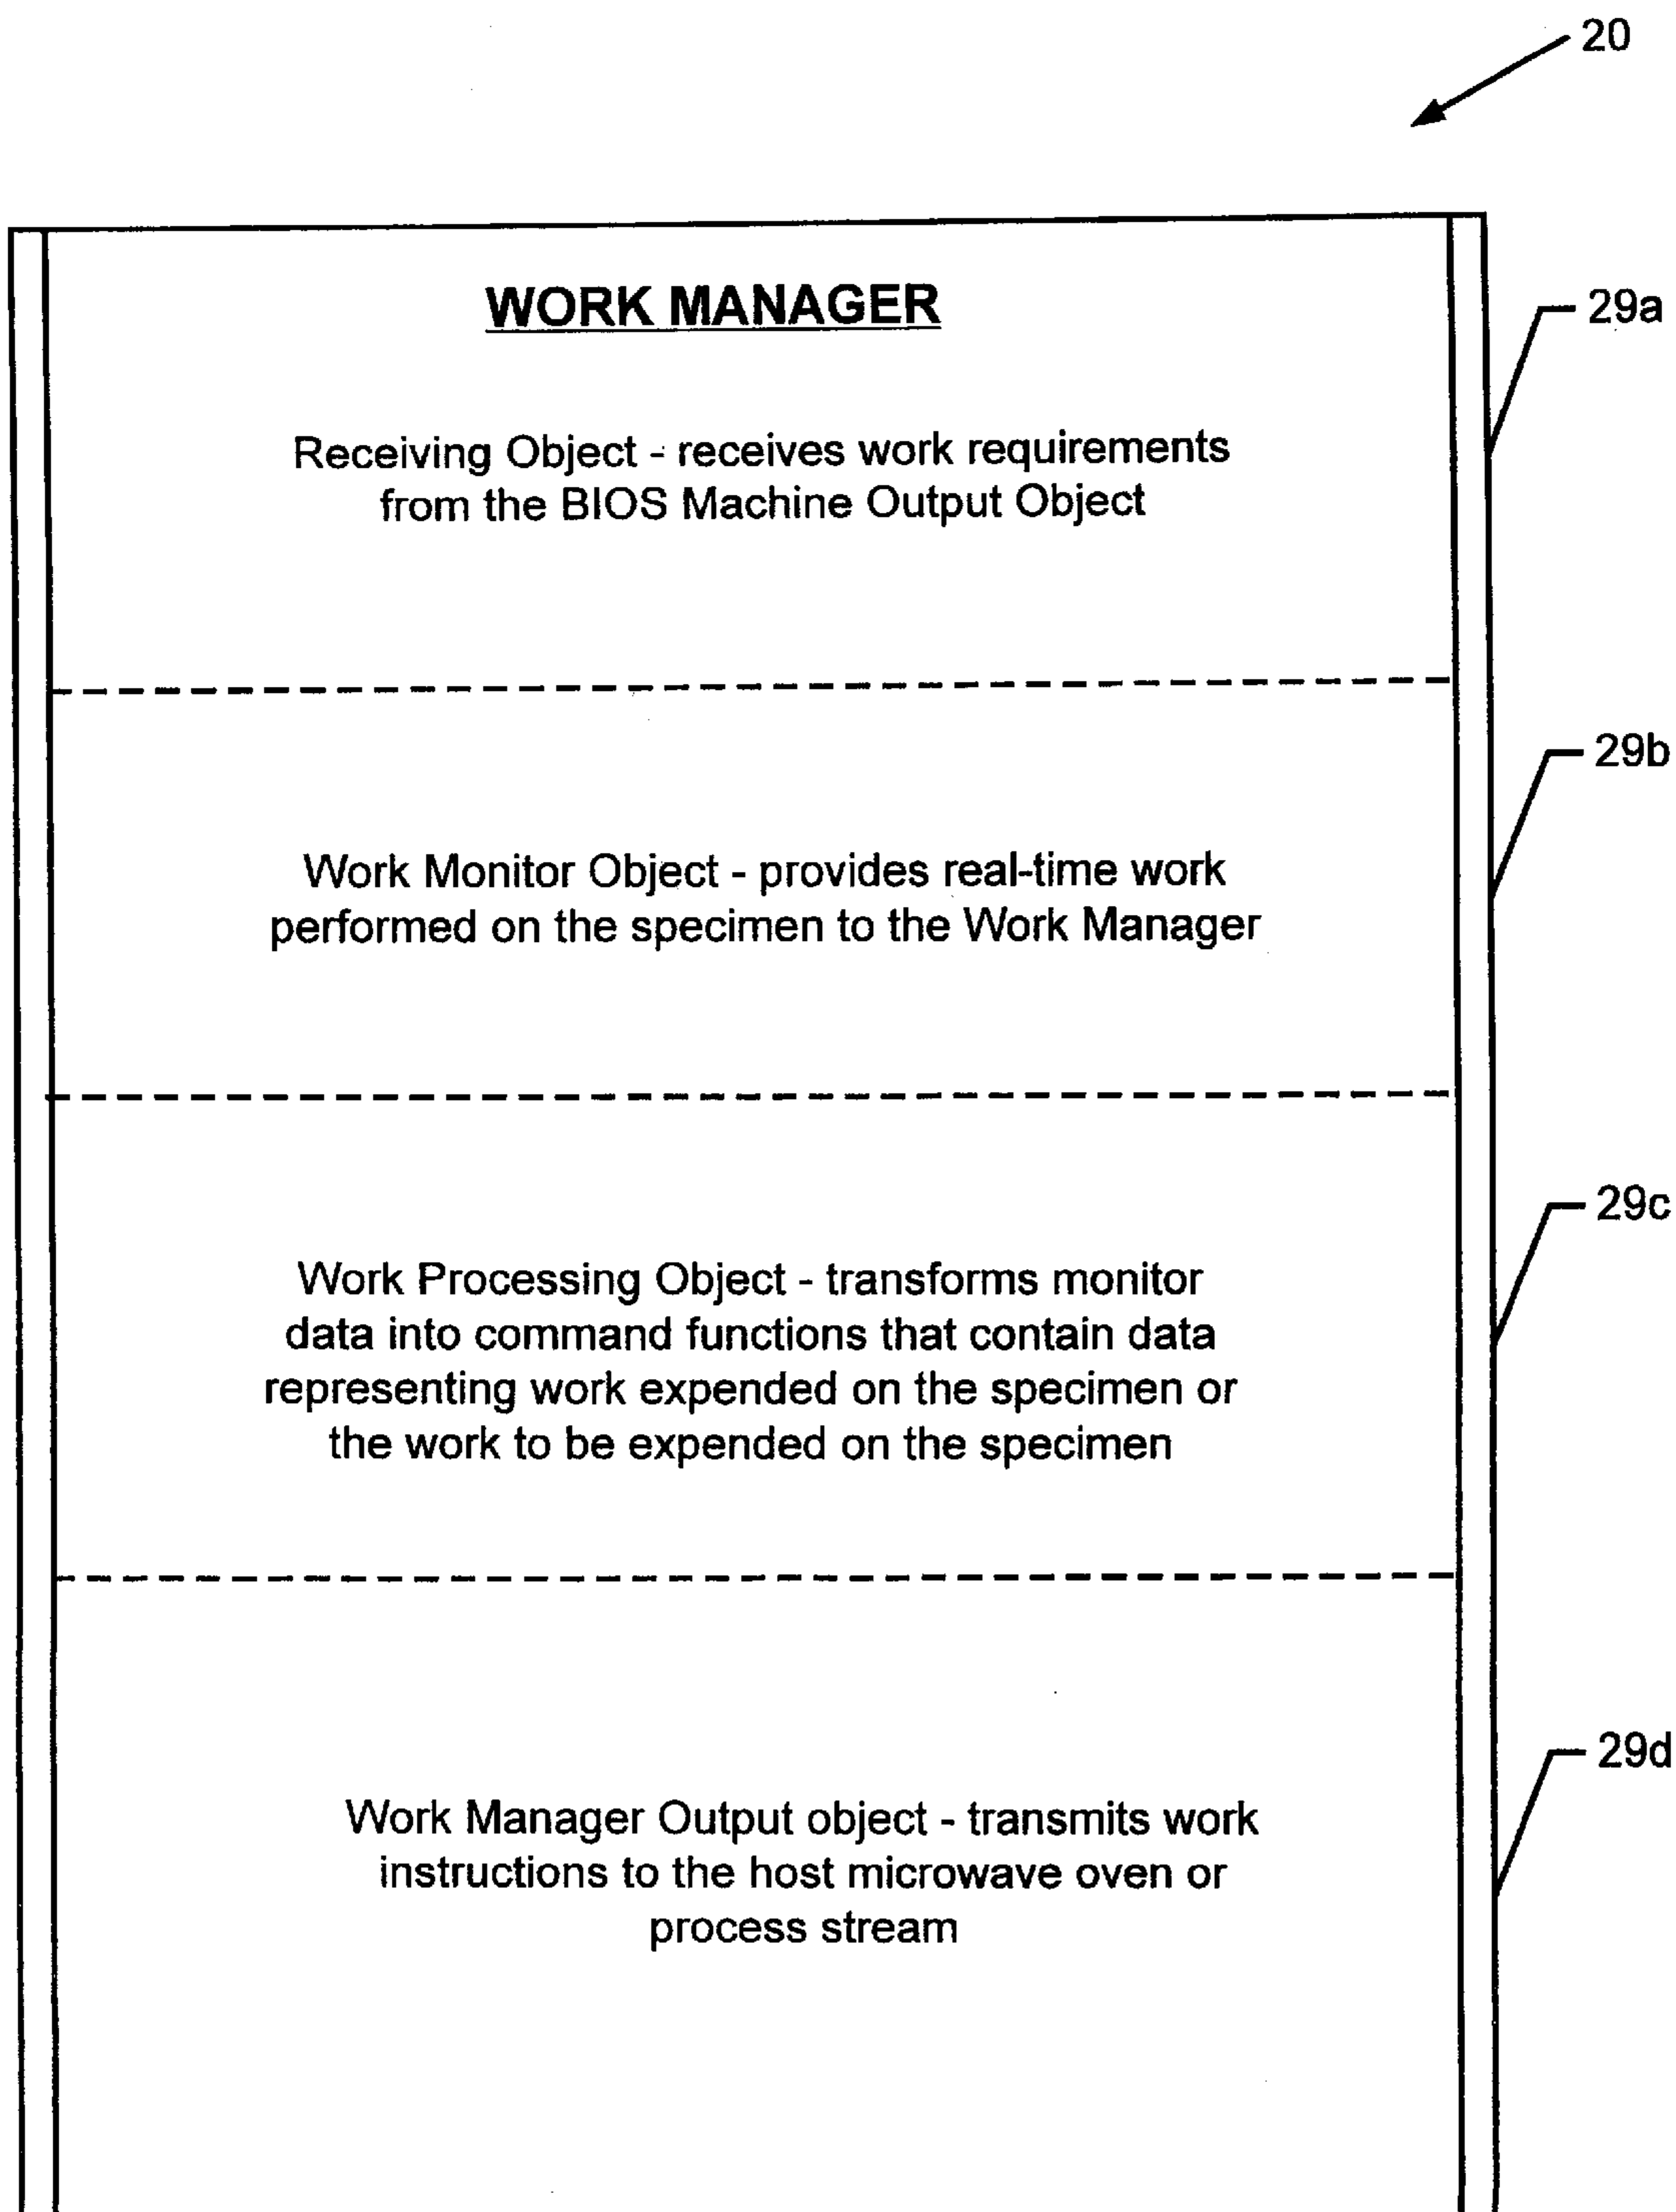 20
WORK MANAGER
29a
Receiving Object - receives work requirements
from the BIOS Machine Output Object
29b
Work Monitor Object - provides real-time work
performed on the specimen to the Work Manager
29c
Work Processing Object - transforms monitor
data into command functions that contain data
representing work expended on the specimen or
the work to be expended on the specimen
29d
Work Manager Output object - transmits work
instructions to the host microwave oven or
process stream